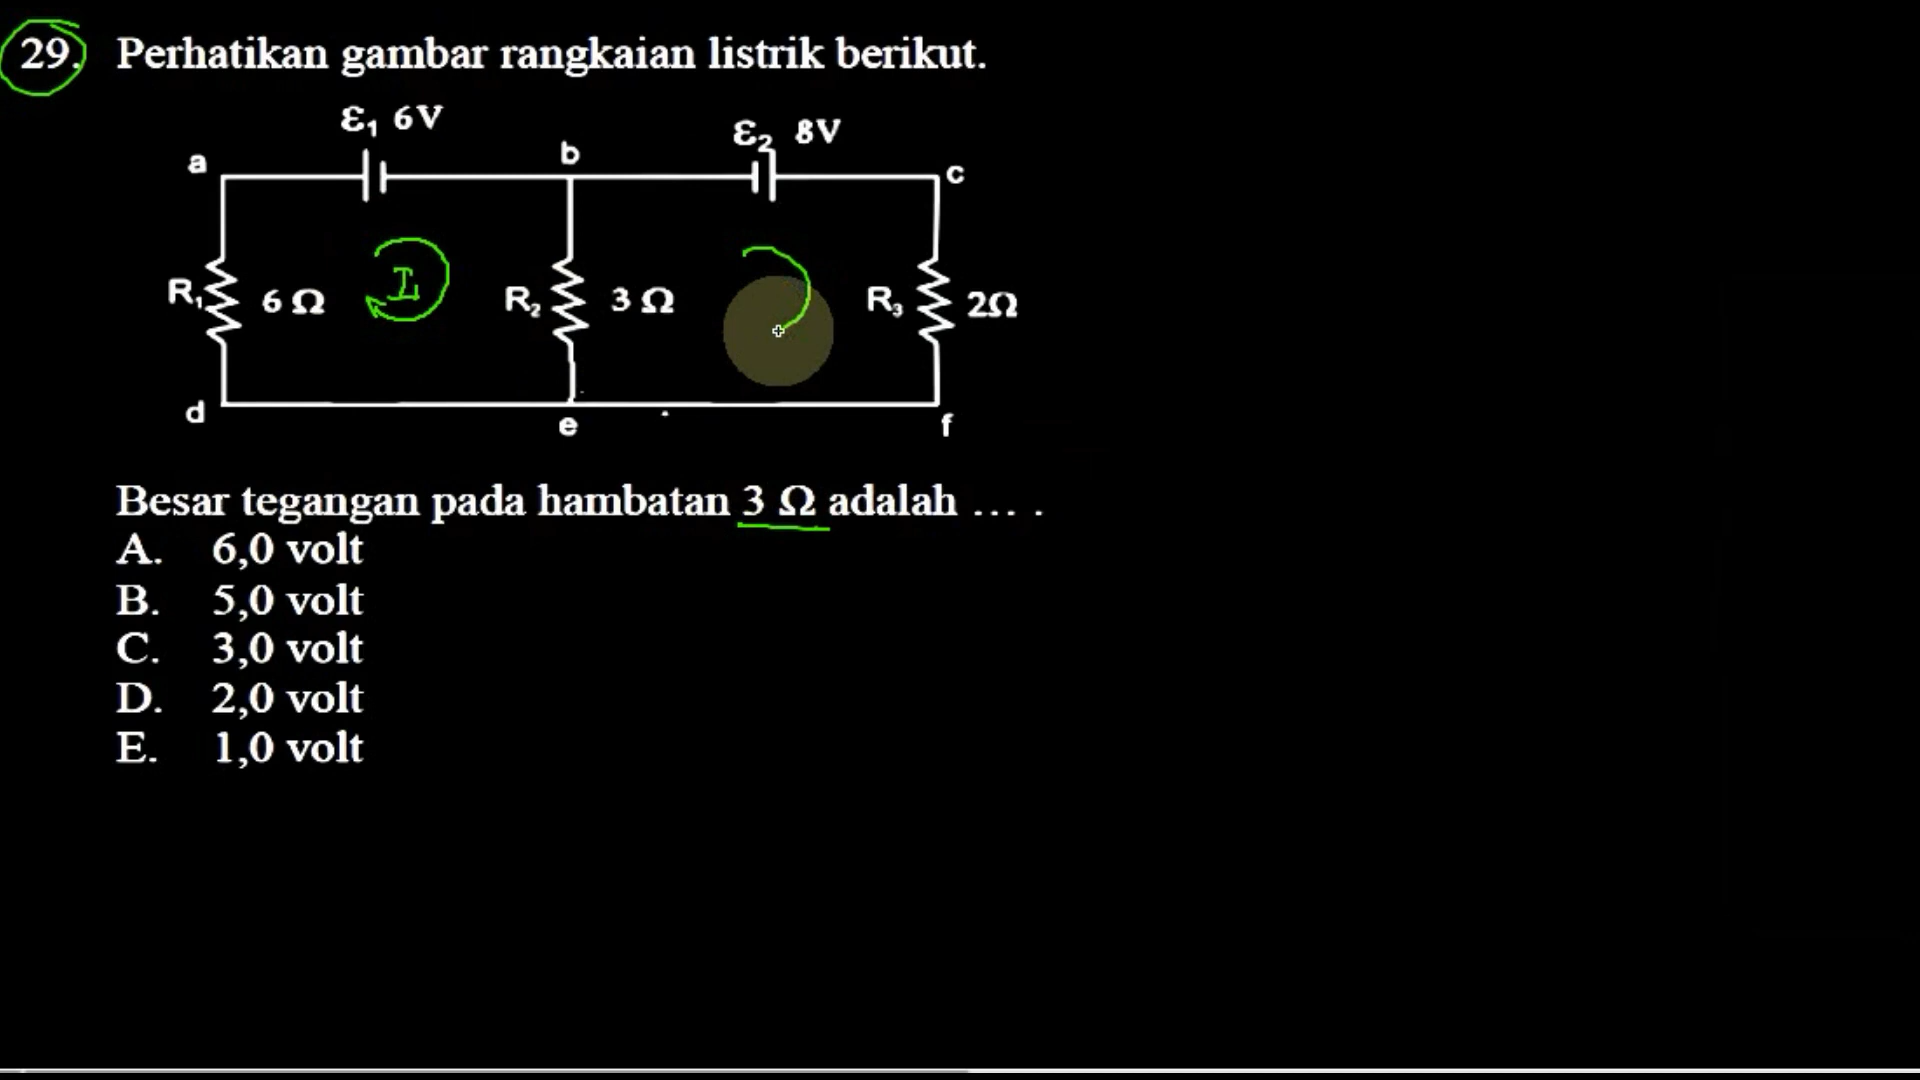 29. Perhatikan gambar rangkaian listrik berikut.
ε₁ 6V
ε₂ 8V
a
b
c
R₁ 6 Ω
I
R₂ 3 Ω
R₃ 2Ω
d
e
f
Besar tegangan pada hambatan 3 Ω adalah ... .
A. 6,0 volt
B. 5,0 volt
C. 3,0 volt
D. 2,0 volt
E. 1,0 volt